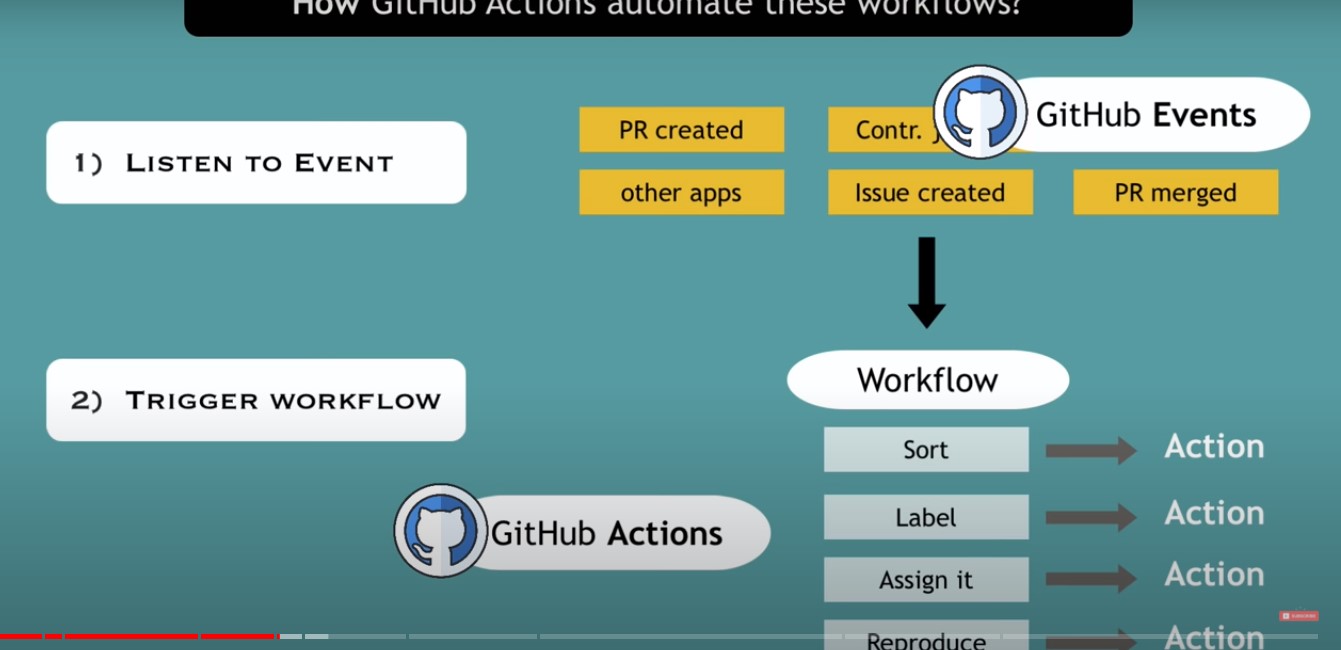 How GitHub Actions automate these workflows?
1) LISTEN TO EVENT
PR created
Contr.
GitHub Events
other apps
Issue created
PR merged
2) TRIGGER WORKFLOW
Workflow
Sort
Action
Label
Action
GitHub Actions
Assign it
Action
Reproduce
Action
SUBSCRIBE